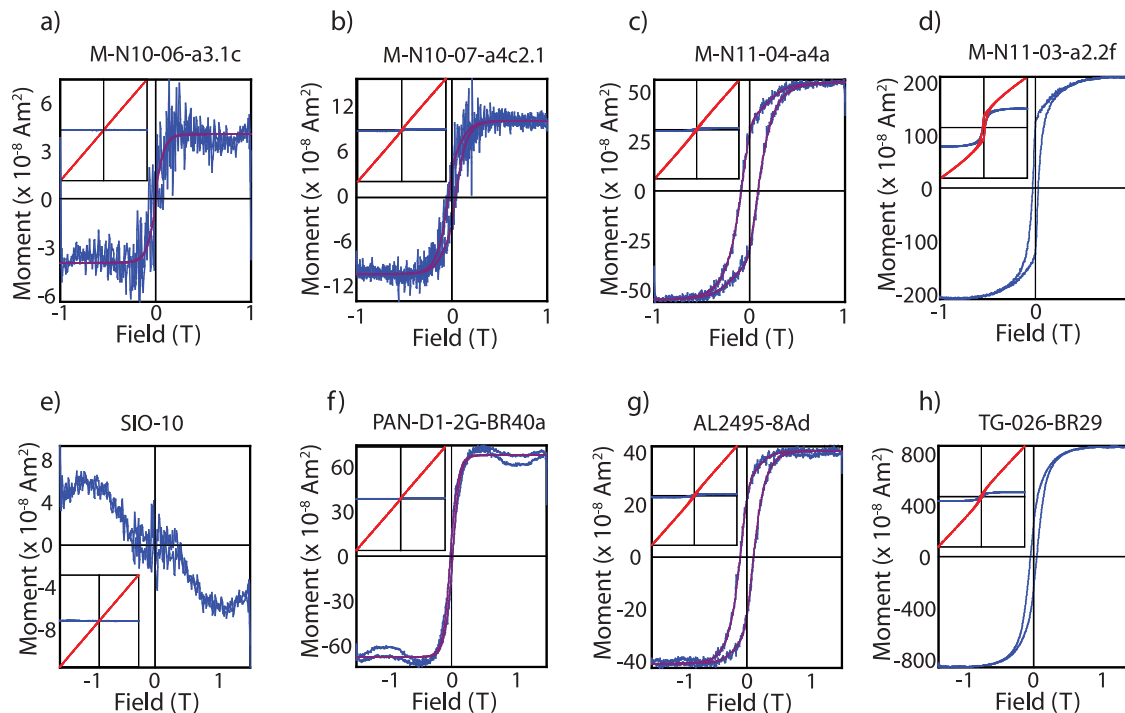 a)
M-N10-06-a3.1c
Moment (x 10⁻⁸ Am²)
6
3
0
-3
-6
-1
0
1
Field (T)
b)
M-N10-07-a4c2.1
Moment (x 10⁻⁸ Am²)
12
9
6
0
-6
-12
-1
0
1
Field (T)
c)
M-N11-04-a4a
Moment (x 10⁻⁸ Am²)
50
25
0
-25
-50
-1
0
1
Field (T)
d)
M-N11-03-a2.2f
Moment (x 10⁻⁸ Am²)
200
100
0
-100
-200
-1
0
Field (T)
e)
SIO-10
Moment (x 10⁻⁸ Am²)
8
4
0
-4
-8
-1
0
1
Field (T)
f)
PAN-D1-2G-BR40a
Moment (x 10⁻⁸ Am²)
60
30
0
-30
-60
-1
0
1
Field (T)
g)
AL2495-8Ad
Moment (x 10⁻⁸ Am²)
40
20
0
-20
-40
-1
0
1
Field (T)
h)
TG-026-BR29
Moment (x 10⁻⁸ Am²)
800
400
0
-400
-800
-1
0
1
Field (T)